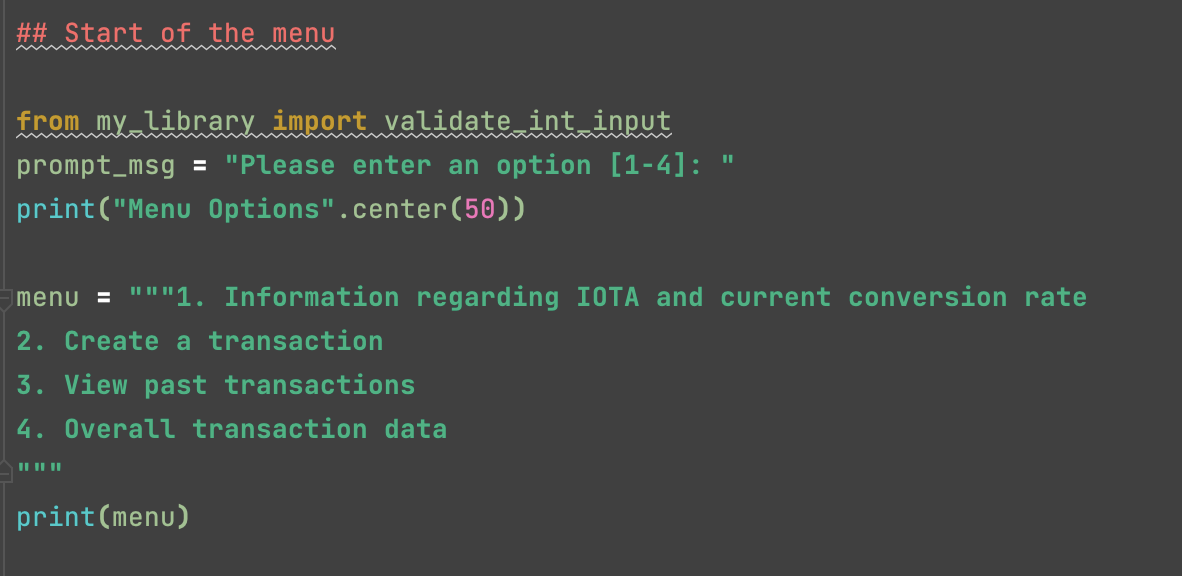 ## Start of the menu
from my_library import validate_int_input
prompt_msg = "Please enter an option [1-4]: "
print("Menu Options".center(50))
menu = """1. Information regarding IOTA and current conversion rate
2. Create a transaction
3. View past transactions
4. Overall transaction data
"""
print(menu)